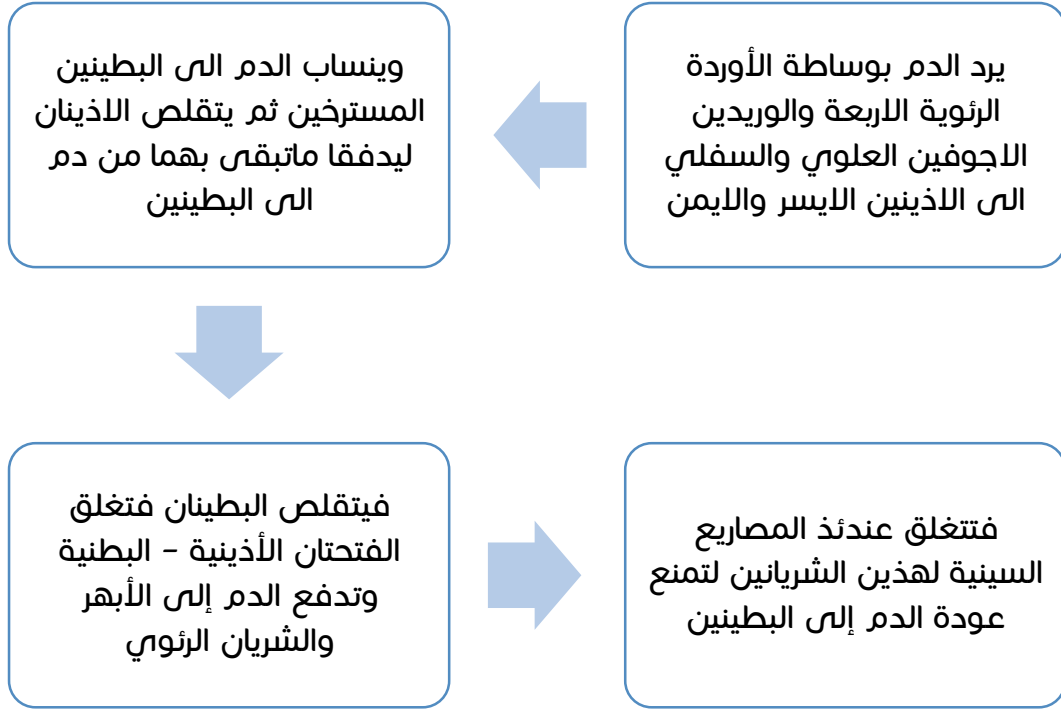 يرد الدم بوساطة الأوردة
الرئوية الاربعة والوريدين
الاجوفين العلوي والسفلي
الى الاذينين الايسر والايمن
وينساب الدم الى البطينين
المسترخين ثم يتقلص الاذينان
ليدفقا ماتبقى بهما من دم
الى البطينين
فيتقلص البطينان فتغلق
الفتحتان الأذينية - البطنية
وتدفع الدم إلى الأبهر
والشريان الرئوي
فتتغلق عندئذ المصاريع
السينية لهذين الشريانين لتمنع
عودة الدم إلى البطينين